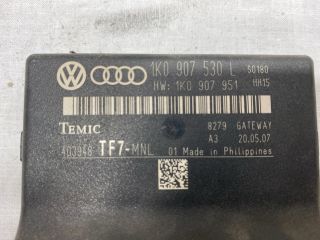 1K0 907 530 L S0180
HW: 1K0 907 951 HH15
TEMIC 8279 GATEWAY
A3 20.05.07
403948 TF7-MNL 01 Made in Philippines